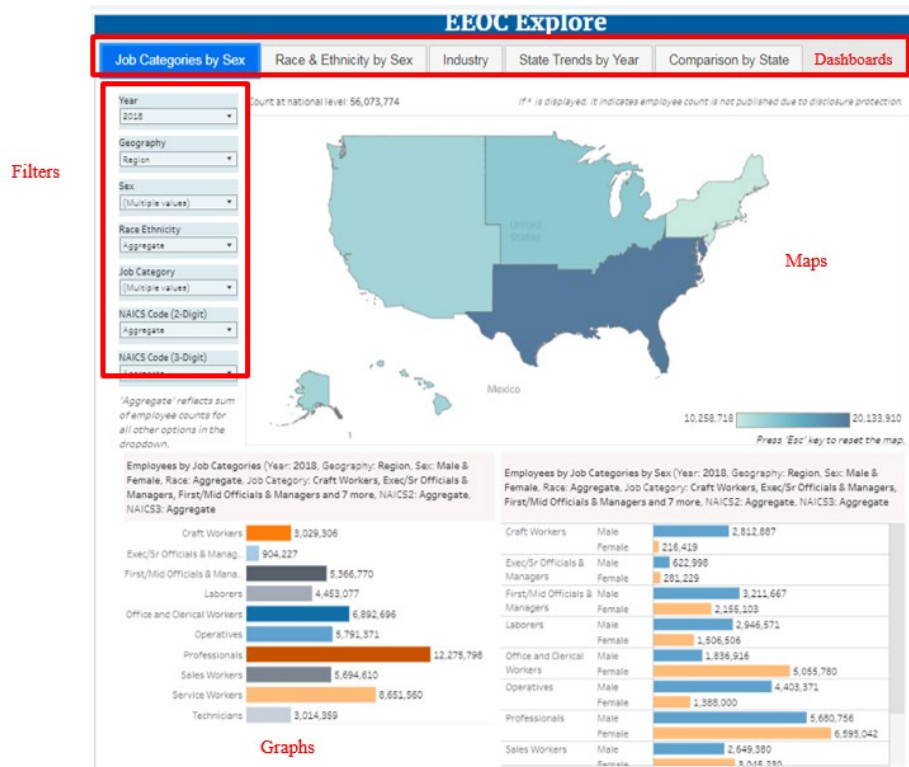 EEOC Explore
Job Categories by Sex
Race & Ethnicity by Sex
Industry
State Trends by Year
Comparison by State
Dashboards
Filters
Year
2018
Geography
Region
Sex
(Multiple values)
Race Ethnicity
Aggregate
Job Category
(Multiple values)
NAICS Code (2-Digit)
Aggregate
NAICS Code (3-Digit)
Aggregate
'Aggregate' reflects sum
of employee counts for
all other options in the
dropdown.
Count at national level: 56,073,774
If * is displayed, it indicates employee count is not published due to disclosure protection.
United
States
Maps
Mexico
10,258,718
20,133,910
Press 'Esc' key to reset the map.
Employees by Job Categories (Year: 2018, Geography: Region, Sex: Male &
Female, Race: Aggregate, Job Category: Craft Workers, Exec/Sr Officials &
Managers, First/Mid Officials & Managers and 7 more, NAICS2: Aggregate,
NAICS3: Aggregate
Craft Workers 3,029,306
Exec/Sr Officials & Manag.. 904,227
First/Mid Officials & Mana.. 5,366,770
Laborers 4,453,077
Office and Clerical Workers 6,892,696
Operatives 5,791,371
Professionals 12,275,798
Sales Workers 5,694,610
Service Workers 8,651,560
Technicians 3,014,359
Graphs
Employees by Job Categories by Sex (Year: 2018, Geography: Region, Sex: Male &
Female, Race: Aggregate, Job Category: Craft Workers, Exec/Sr Officials & Managers,
First/Mid Officials & Managers and 7 more, NAICS2: Aggregate, NAICS3: Aggregate
Craft Workers Male 2,812,887
Female 216,419
Exec/Sr Officials & Male 622,998
Managers Female 281,229
First/Mid Officials & Male 3,211,667
Managers Female 2,155,103
Laborers Male 2,946,571
Female 1,506,506
Office and Clerical Male 1,836,916
Workers Female 5,055,780
Operatives Male 4,403,371
Female 1,388,000
Professionals Male 5,680,756
Female 6,595,042
Sales Workers Male 2,649,380
Female 3,045,230